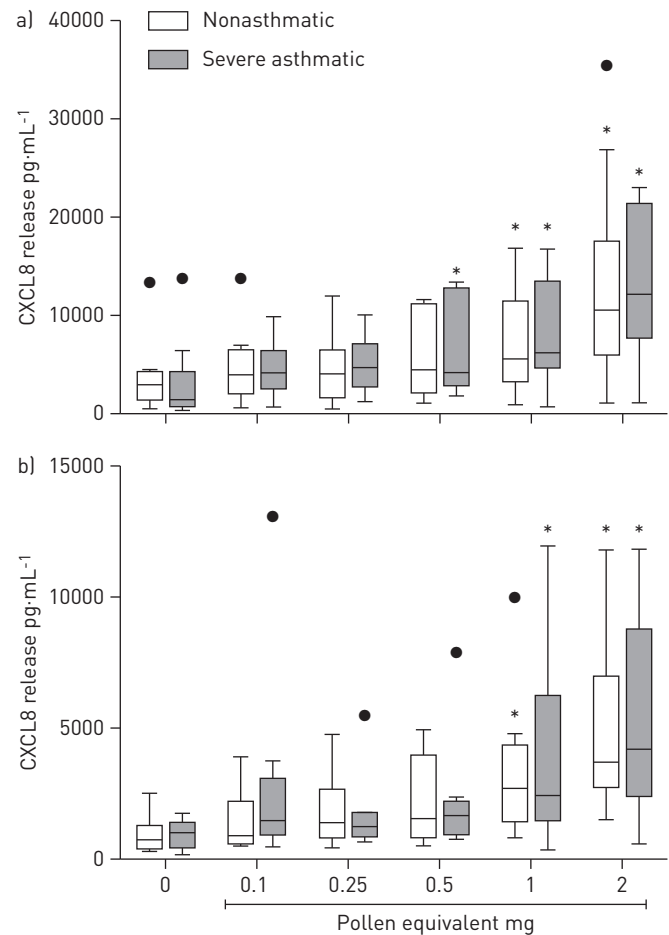 a)
CXCL8 release pg·mL-1
40000
30000
20000
10000
0
Nonasthmatic
Severe asthmatic
*
*
*
*
*
b)
CXCL8 release pg·mL-1
15000
10000
5000
0
*
*
*
*
0 0.1 0.25 0.5 1 2
Pollen equivalent mg